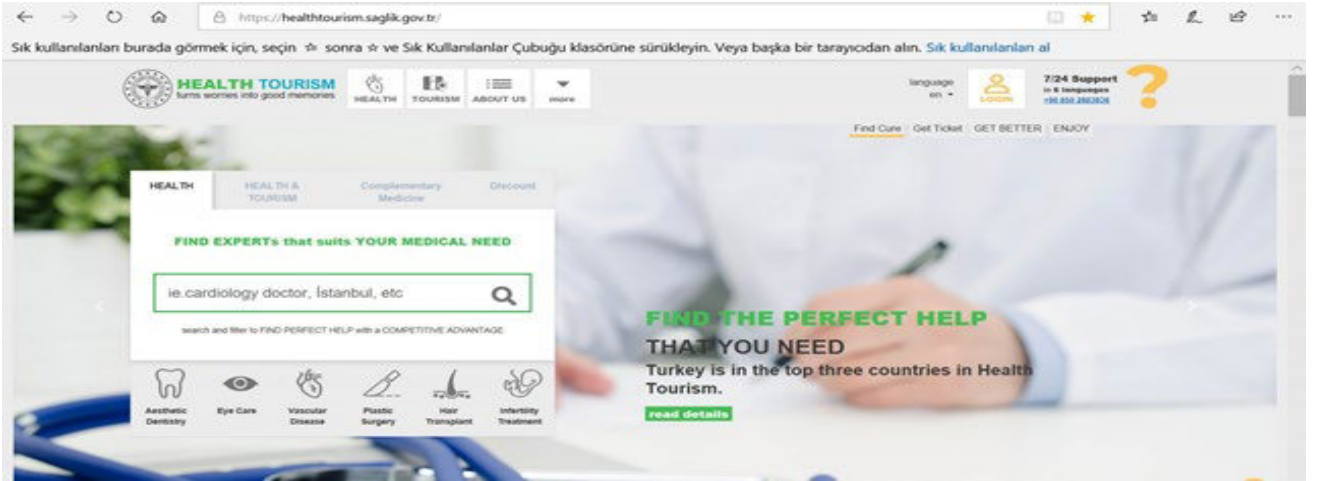 https://healthtourism.saglik.gov.tr/
Sık kullanılanları burada görmek için, seçin ☆ sonra ☆ ve Sık Kullanılanlar Çubuğu klasörüne sürükleyin. Veya başka bir tarayıcıdan alın. Sık kullanılanları al
HEALTH TOURISM
turns worries into good memories
HEALTH
TOURISM
ABOUT US
more
language
en
LOGIN
7/24 Support
in 6 languages
?
Find Cure
Get Ticket
GET BETTER
ENJOY
HEALTH
HEALTH &
TOURISM
Complementary
Medicine
Discount
FIND EXPERTs that suits YOUR MEDICAL NEED
ie.cardiology doctor, İstanbul, etc
search and filter to FIND PERFECT HELP with a COMPETITIVE ADVANTAGE
Aesthetic
Dentistry
Eye Care
Vascular
Disease
Plastic
Surgery
Hair
Transplant
Infertility
Treatment
FIND THE PERFECT HELP
THAT YOU NEED
Turkey is in the top three countries in Health
Tourism.
read details